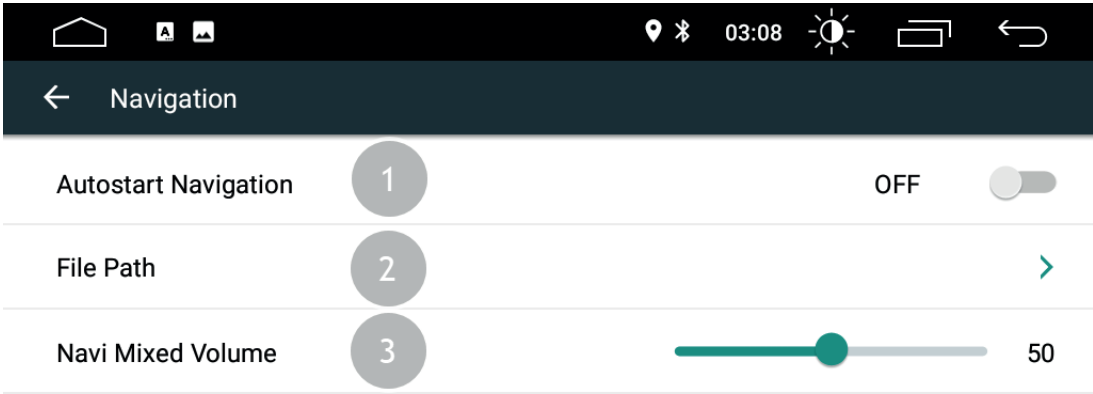 A 03:08
Navigation
Autostart Navigation 1 OFF
File Path 2
Navi Mixed Volume 3 50